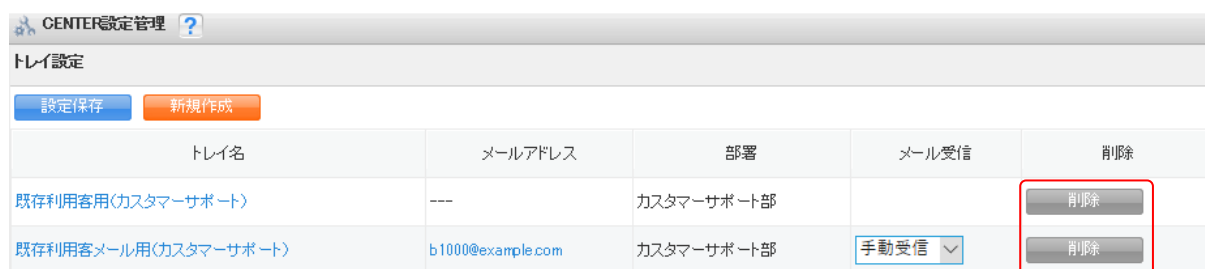 CENTER設定管理 ?
トレイ設定
設定保存 新規作成
トレイ名 メールアドレス 部署 メール受信 削除
既存利用客用(カスタマーサポート) --- カスタマーサポート部 削除
既存利用客メール用(カスタマーサポート) b1000@example.com カスタマーサポート部 手動受信 削除